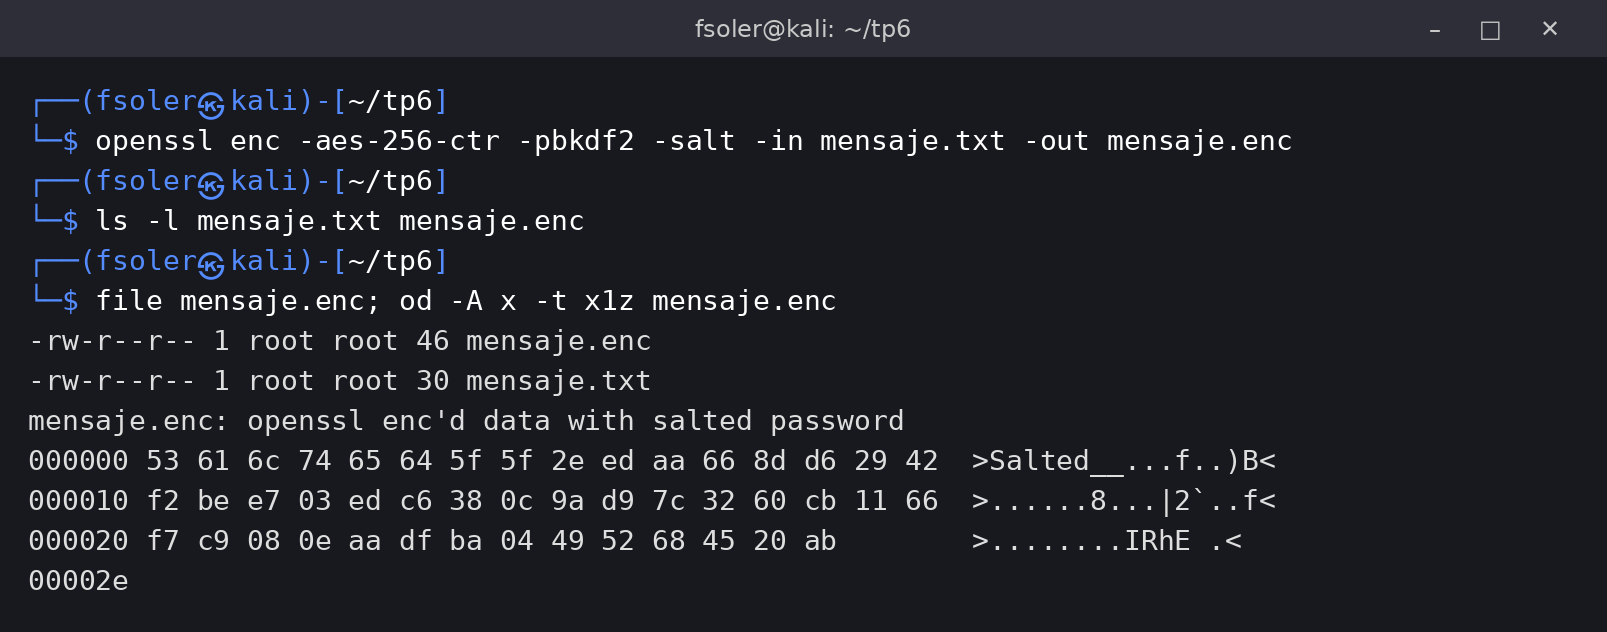 fsoler@kali: ~/tp6
┌──(fsoler㉿kali)-[~/tp6]
└─$ openssl enc -aes-256-ctr -pbkdf2 -salt -in mensaje.txt -out mensaje.enc
┌──(fsoler㉿kali)-[~/tp6]
└─$ ls -l mensaje.txt mensaje.enc
┌──(fsoler㉿kali)-[~/tp6]
└─$ file mensaje.enc; od -A x -t x1z mensaje.enc
-rw-r--r-- 1 root root 46 mensaje.enc
-rw-r--r-- 1 root root 30 mensaje.txt
mensaje.enc: openssl enc'd data with salted password
000000 53 61 6c 74 65 64 5f 5f 2e ed aa 66 8d d6 29 42  >Salted__...f..)B<
000010 f2 be e7 03 ed c6 38 0c 9a d9 7c 32 60 cb 11 66  >......8...|2`..f<
000020 f7 c9 08 0e aa df ba 04 49 52 68 45 20 ab        >........IRhE .<
00002e